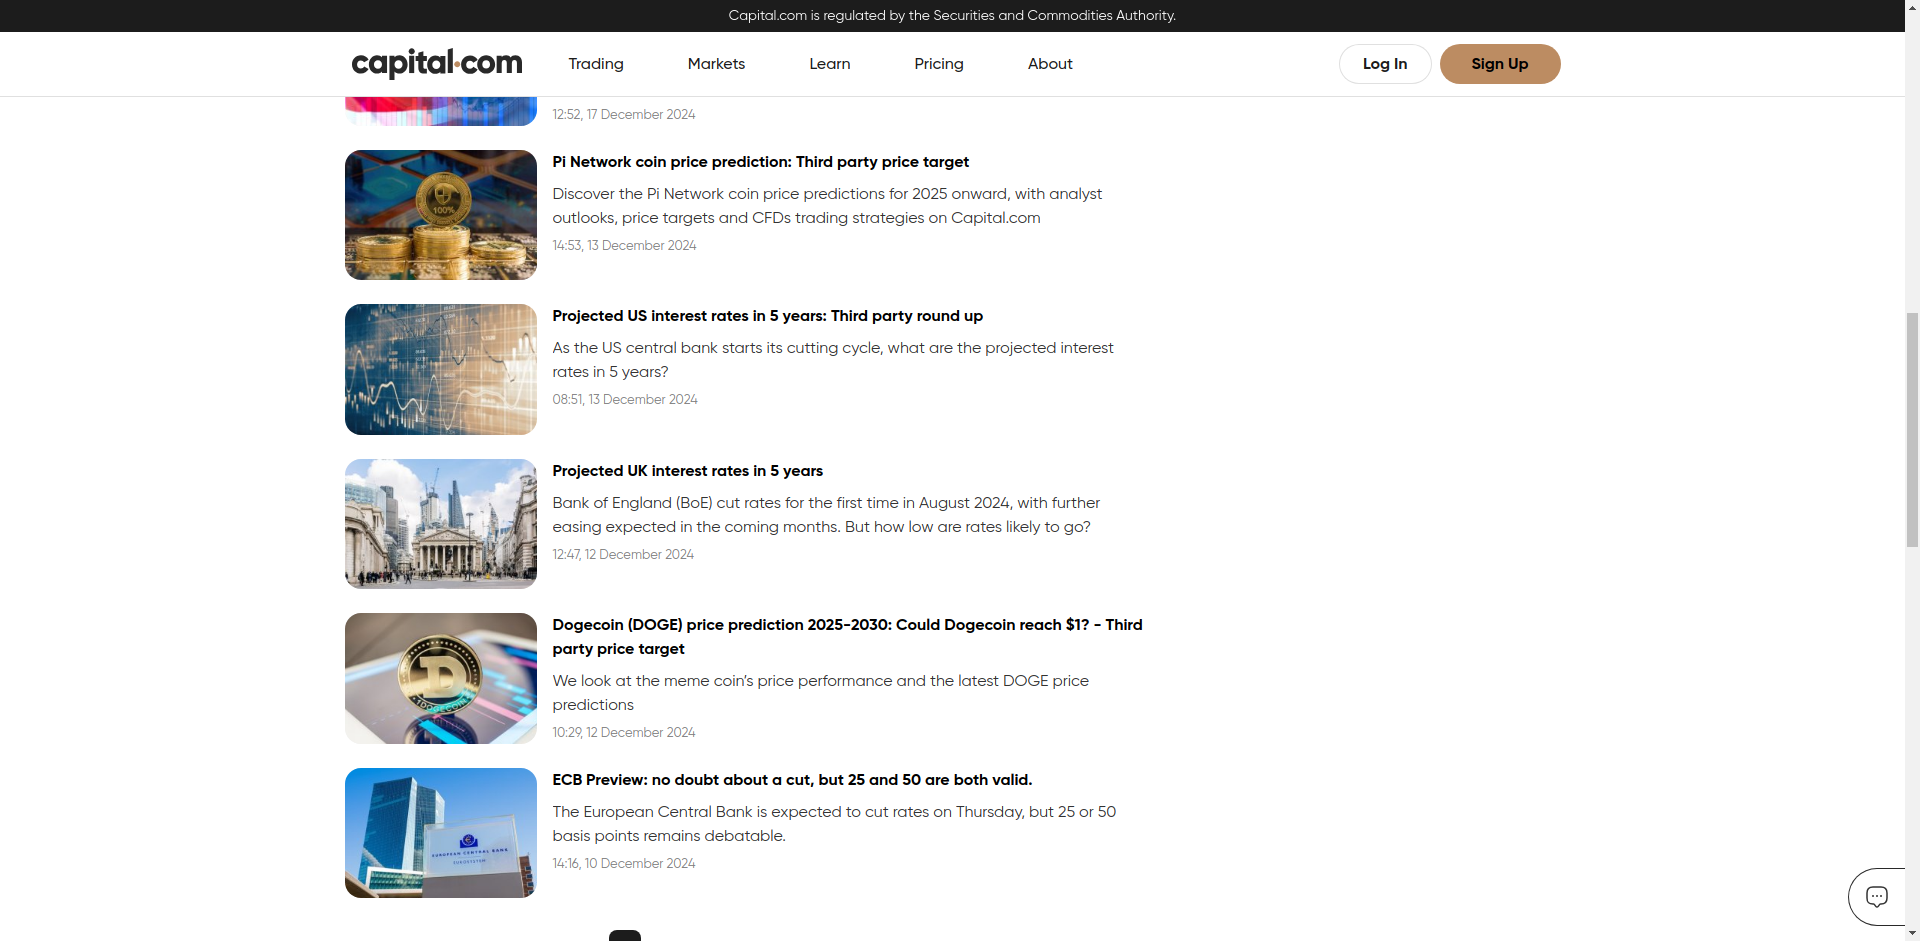 Capital.com is regulated by the Securities and Commodities Authority.
capital.com
Trading
Markets
Learn
Pricing
About
Log In
Sign Up
12:52, 17 December 2024
Pi Network coin price prediction: Third party price target
Discover the Pi Network coin price predictions for 2025 onward, with analyst
outlooks, price targets and CFDs trading strategies on Capital.com
14:53, 13 December 2024
100%
Projected US interest rates in 5 years: Third party round up
As the US central bank starts its cutting cycle, what are the projected interest
rates in 5 years?
08:51, 13 December 2024
Projected UK interest rates in 5 years
Bank of England (BoE) cut rates for the first time in August 2024, with further
easing expected in the coming months. But how low are rates likely to go?
12:47, 12 December 2024
Dogecoin (DOGE) price prediction 2025-2030: Could Dogecoin reach $1? - Third
party price target
We look at the meme coin’s price performance and the latest DOGE price
predictions
10:29, 12 December 2024
ECB Preview: no doubt about a cut, but 25 and 50 are both valid.
The European Central Bank is expected to cut rates on Thursday, but 25 or 50
basis points remains debatable.
14:16, 10 December 2024
EUROPEAN CENTRAL BANK
EUROSYSTEM